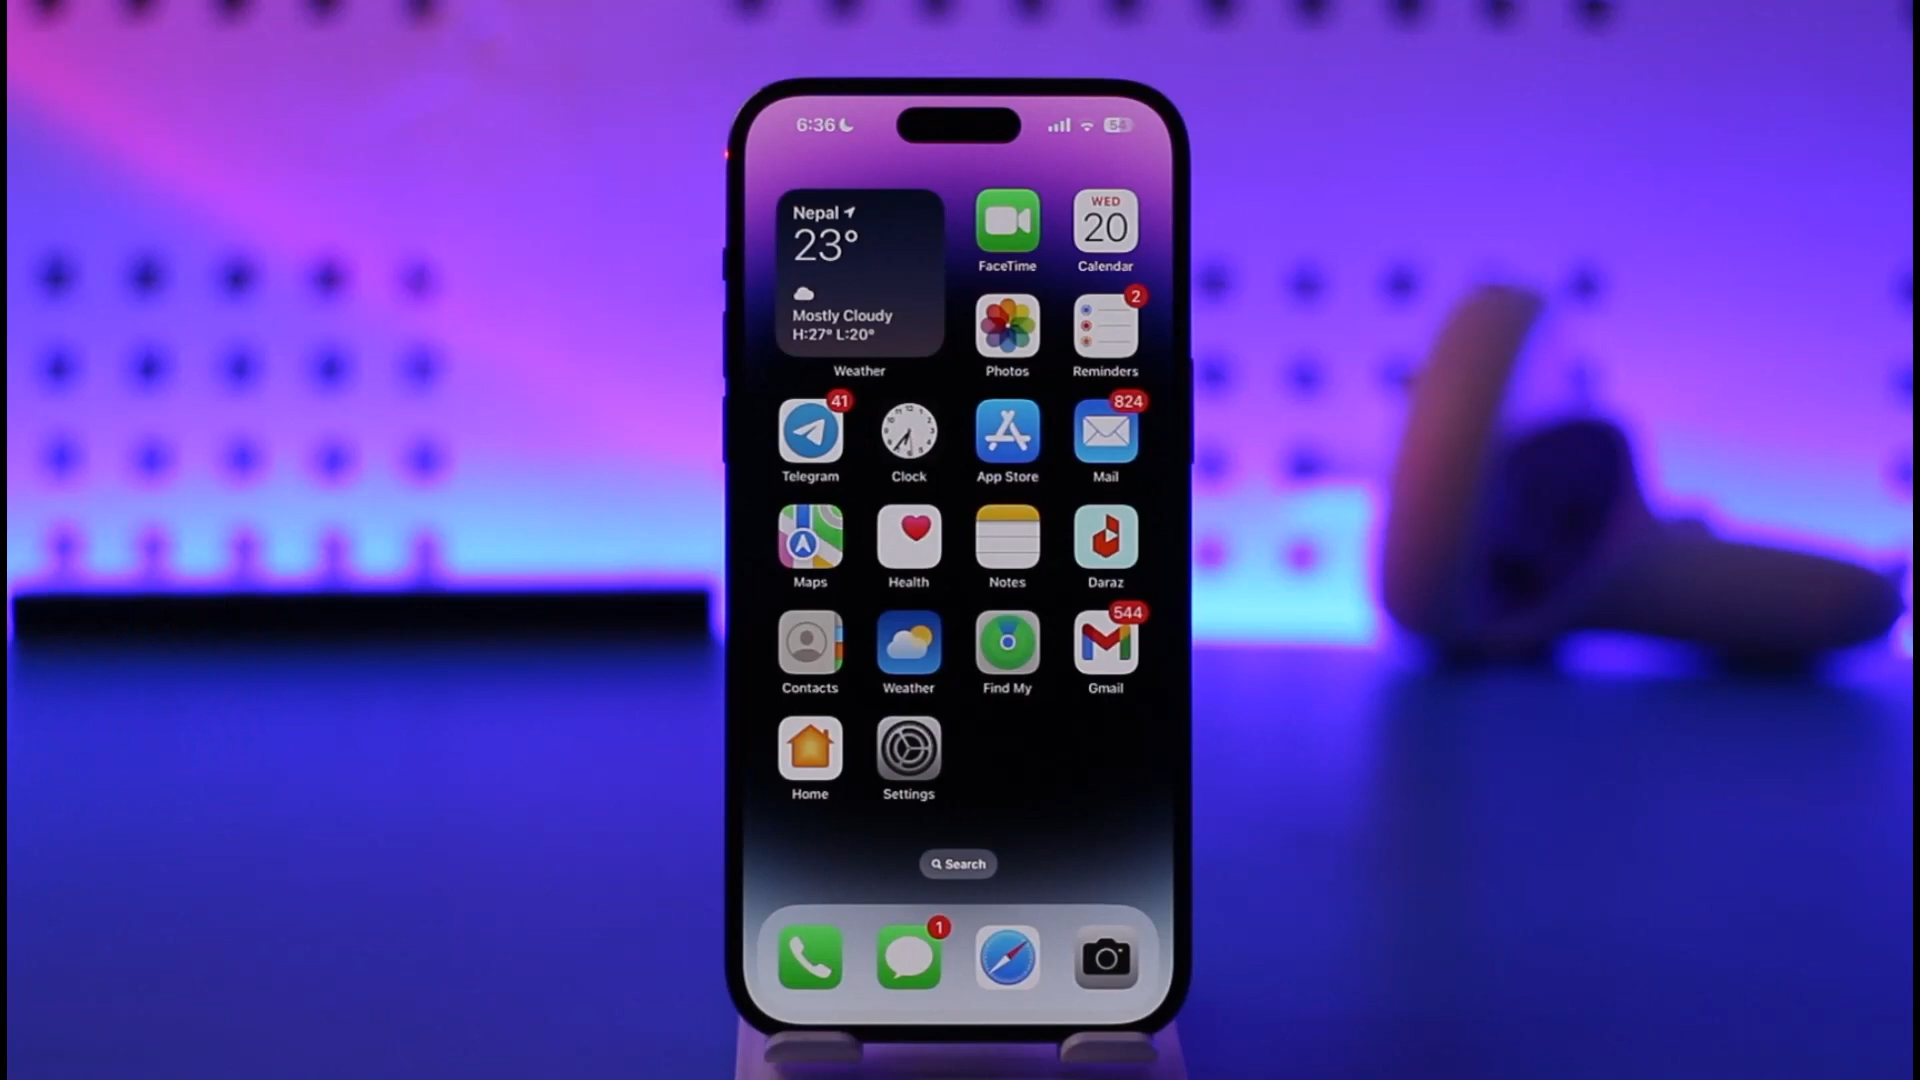 6:36
54
Nepal
23°
Mostly Cloudy
H:27° L:20°
Weather
FaceTime
WED
20
Calendar
Photos
2
Reminders
41
Telegram
Clock
App Store
824
Mail
Maps
Health
Notes
Daraz
Contacts
Weather
Find My
544
Gmail
Home
Settings
Search
1